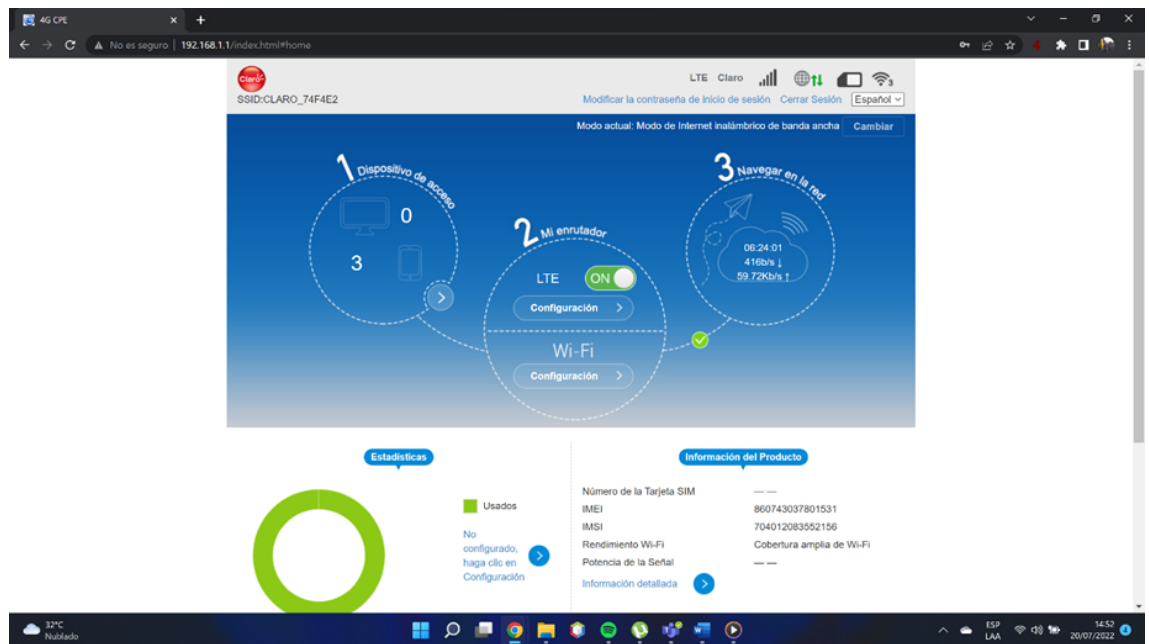 4G CPE
No es seguro | 192.168.1.1/index.html#home
Claro
LTE Claro
3
SSID:CLARO_74F4E2
Modificar la contraseña de inicio de sesión Cerrar Sesión Español
Modo actual: Modo de Internet inalámbrico de banda ancha Cambiar
1 Dispositivo de acceso
0
3
2 Mi enrutador
LTE ON
Configuración
Wi-Fi
Configuración
3 Navegar en la red
06:24:01
416b/s ↓
59.72Kb/s ↑
Estadísticas
Usados
No
configurado,
haga clic en
Configuración
Información del Producto
Número de la Tarjeta SIM — —
IMEI 860743037801531
IMSI 704012083552156
Rendimiento Wi-Fi Cobertura amplia de Wi-Fi
Potencia de la Señal — —
Información detallada
32°C
Nublado
ESP
LAA
14:52
20/07/2022
4